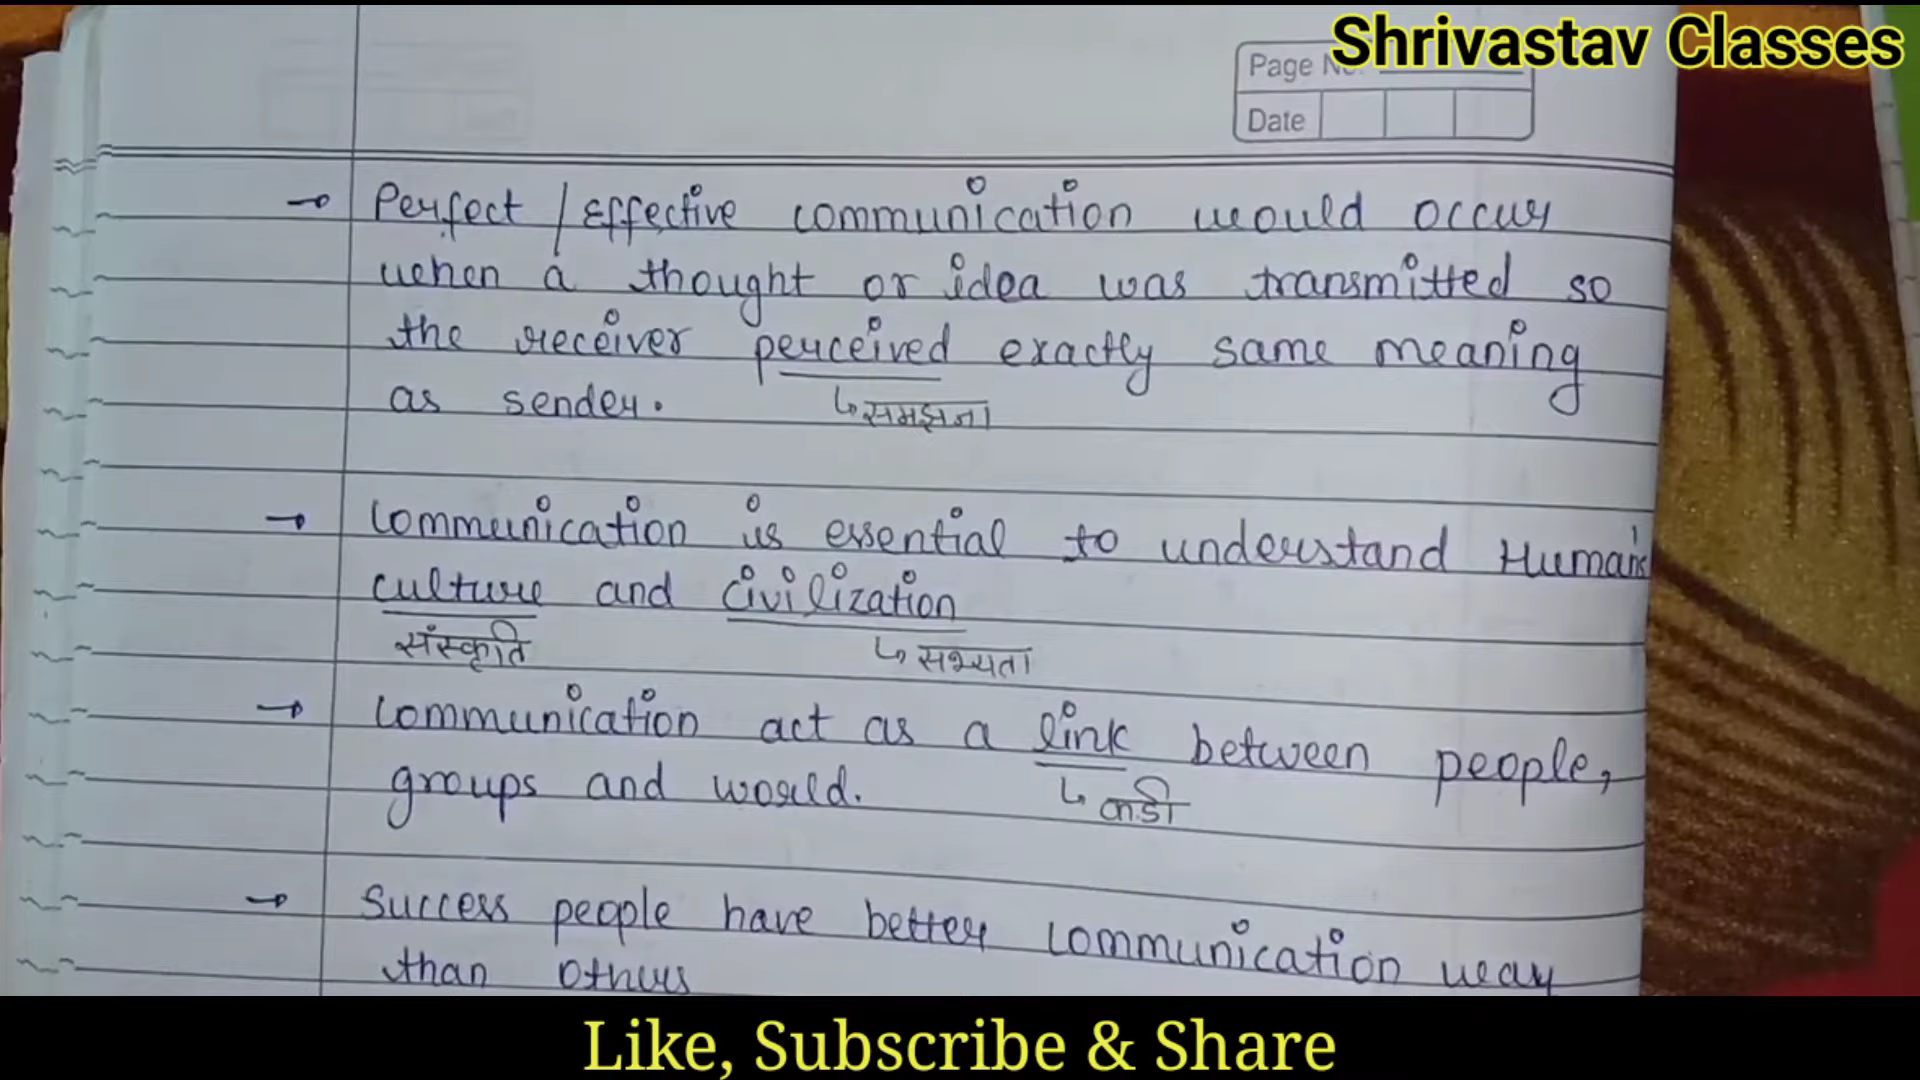 Shrivastav Classes
Page No.
Date
→ Perfect / Effective communication would occur
when a thought or idea was transmitted so
the receiver perceived exactly same meaning
as sender. ↳ समझना
→ Communication is essential to understand Human's
culture and civilization
संस्कृति ↳ सभ्यता
→ Communication act as a link between people,
groups and world. ↳ कडी
→ Success people have better communication way
than others
Like, Subscribe & Share